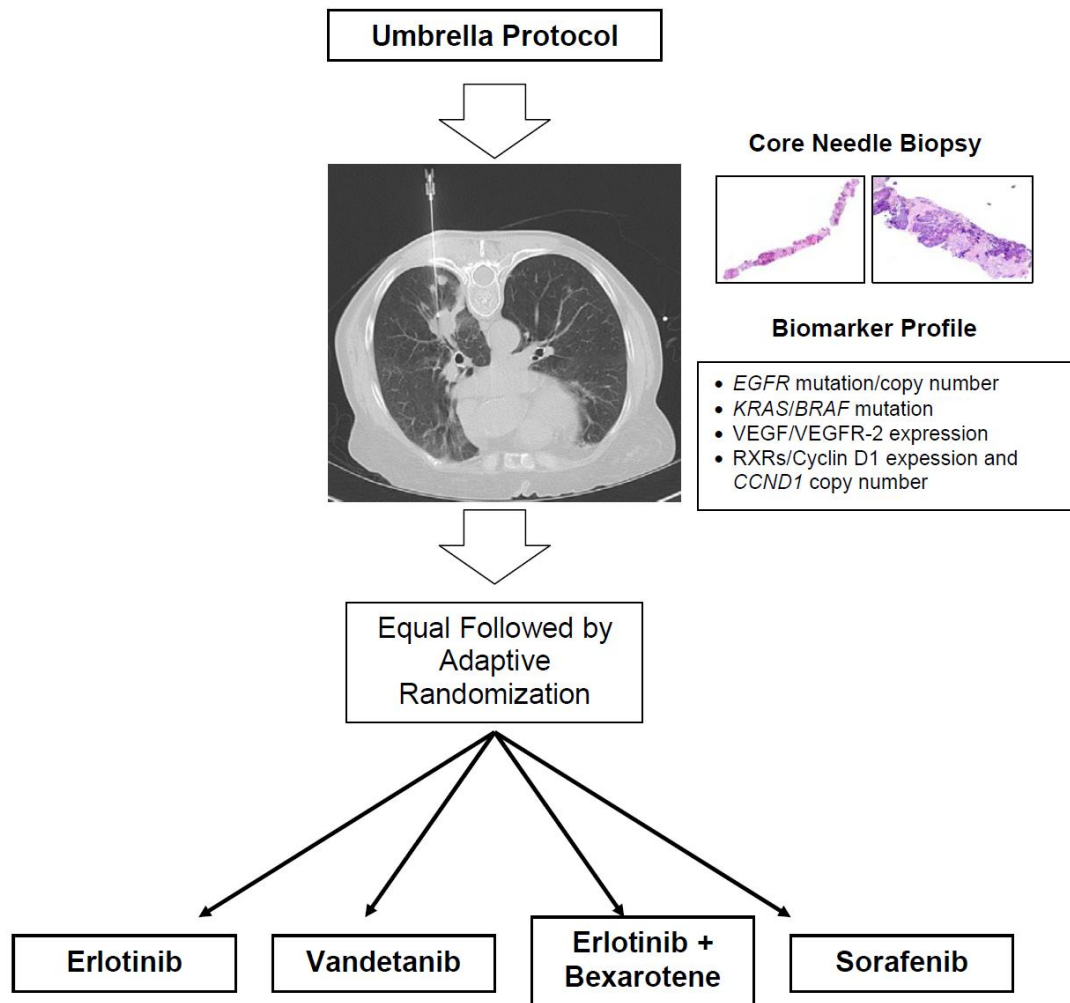 Umbrella Protocol
Core Needle Biopsy
Biomarker Profile
• EGFR mutation/copy number
• KRAS/BRAF mutation
• VEGF/VEGFR-2 expression
• RXRs/Cyclin D1 expession and
CCND1 copy number
Equal Followed by
Adaptive
Randomization
Erlotinib
Vandetanib
Erlotinib +
Bexarotene
Sorafenib